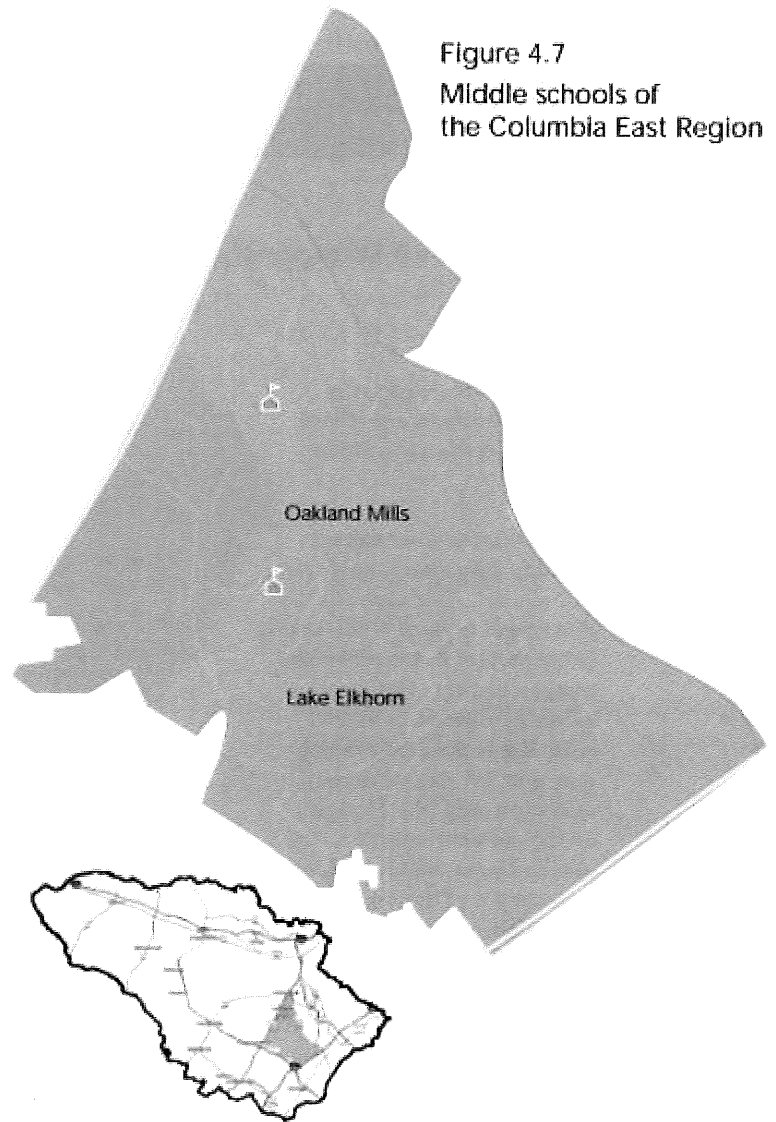 Figure 4.7
Middle schools of
the Columbia East Region
Oakland Mills
Lake Elkhorn